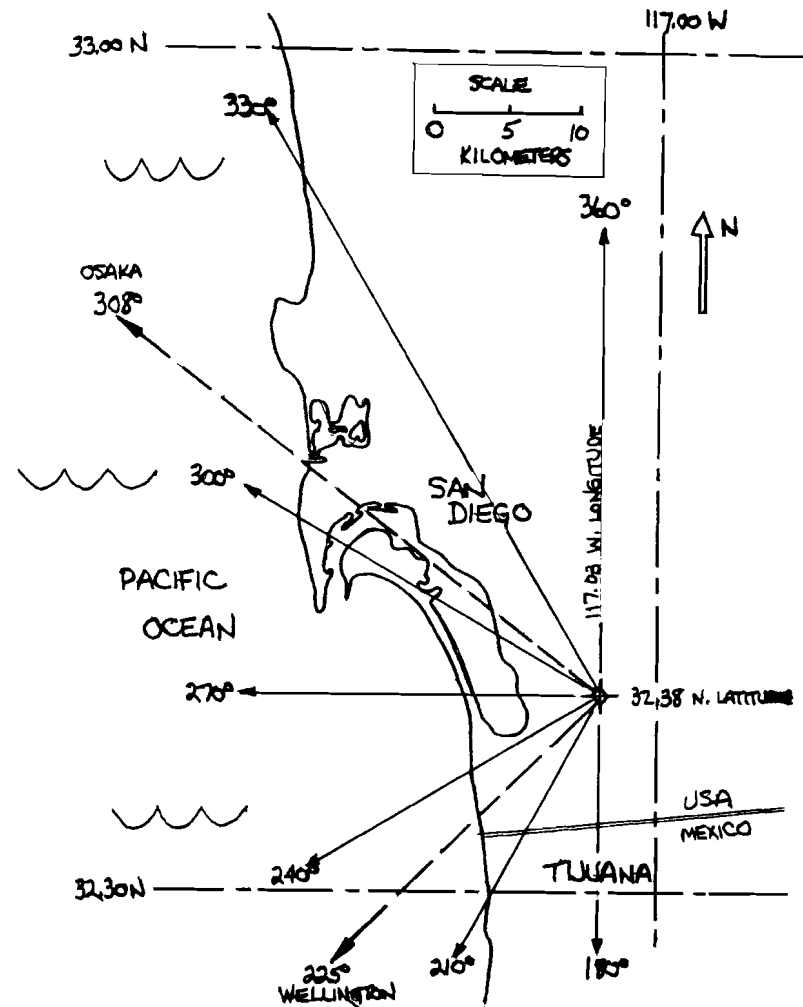 117.00 W
33.00 N
SCALE
0 5 10
KILOMETERS
330°
360°
N
OSAKA
308°
117.03 W. LONGITUDE
300°
SAN
DIEGO
PACIFIC
OCEAN
270°
32.38 N. LATITUDE
USA
MEXICO
240°
TIJUANA
32.30N
225°
210°
180°
WELLINGTON